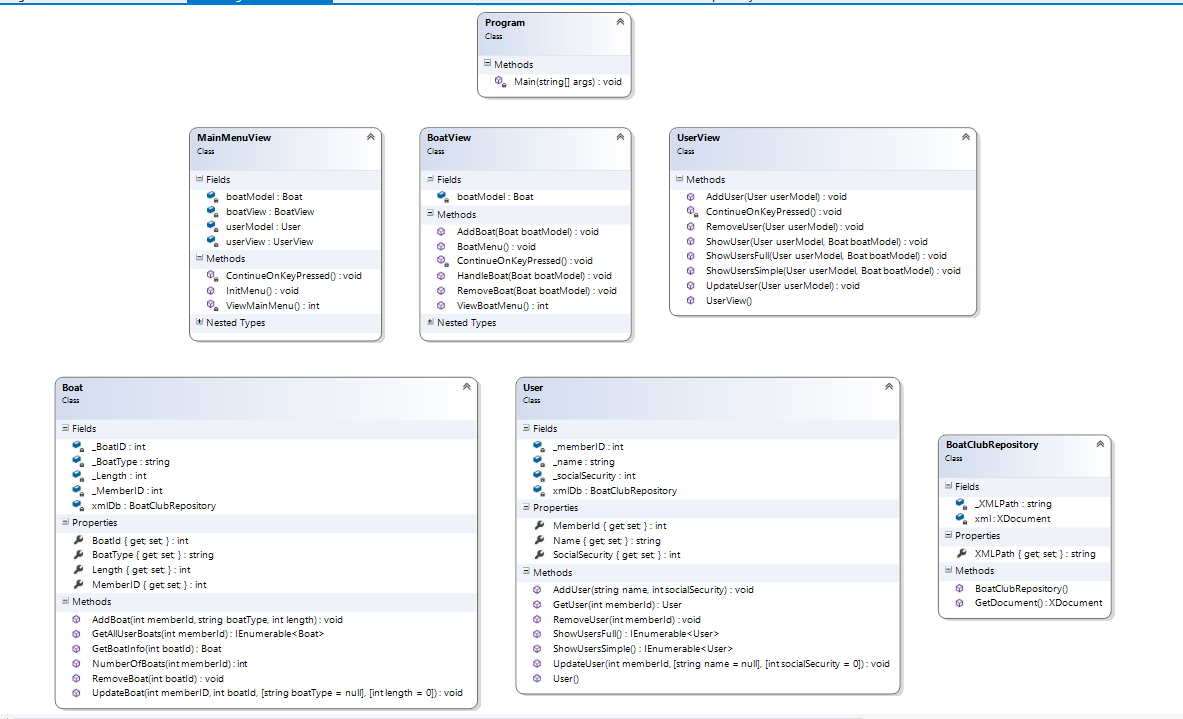 Program
Class
Methods
Main(string[] args) : void
MainMenuView
Class
Fields
boatModel : Boat
boatView : BoatView
userModel : User
userView : UserView
Methods
ContinueOnKeyPressed() : void
InitMenu() : void
ViewMainMenu() : int
Nested Types
BoatView
Class
Fields
boatModel : Boat
Methods
AddBoat(Boat boatModel) : void
BoatMenu() : void
ContinueOnKeyPressed() : void
HandleBoat(Boat boatModel) : void
RemoveBoat(Boat boatModel) : void
ViewBoatMenu() : int
Nested Types
UserView
Class
Methods
AddUser(User userModel) : void
ContinueOnKeyPressed() : void
RemoveUser(User userModel) : void
ShowUser(User userModel, Boat boatModel) : void
ShowUsersFull(User userModel, Boat boatModel) : void
ShowUsersSimple(User userModel, Boat boatModel) : void
UpdateUser(User userModel) : void
UserView()
Boat
Class
Fields
_BoatID : int
_BoatType : string
_Length : int
_MemberID : int
xmlDb : BoatClubRepository
Properties
BoatId { get; set; } : int
BoatType { get; set; } : string
Length { get; set; } : int
MemberID { get; set; } : int
Methods
AddBoat(int memberId, string boatType, int length) : void
GetAllUserBoats(int memberId) : IEnumerable<Boat>
GetBoatInfo(int boatId) : Boat
NumberOfBoats(int memberId) : int
RemoveBoat(int boatId) : void
UpdateBoat(int memberID, int boatId, [string boatType = null], [int length = 0]) : void
User
Class
Fields
_memberID : int
_name : string
_socialSecurity : int
xmlDb : BoatClubRepository
Properties
MemberId { get; set; } : int
Name { get; set; } : string
SocialSecurity { get; set; } : int
Methods
AddUser(string name, int socialSecurity) : void
GetUser(int memberId) : User
RemoveUser(int memberId) : void
ShowUsersFull() : IEnumerable<User>
ShowUsersSimple() : IEnumerable<User>
UpdateUser(int memberId, [string name = null], [int socialSecurity = 0]) : void
User()
BoatClubRepository
Class
Fields
_XMLPath : string
xml : XDocument
Properties
XMLPath { get; set; } : string
Methods
BoatClubRepository()
GetDocument() : XDocument